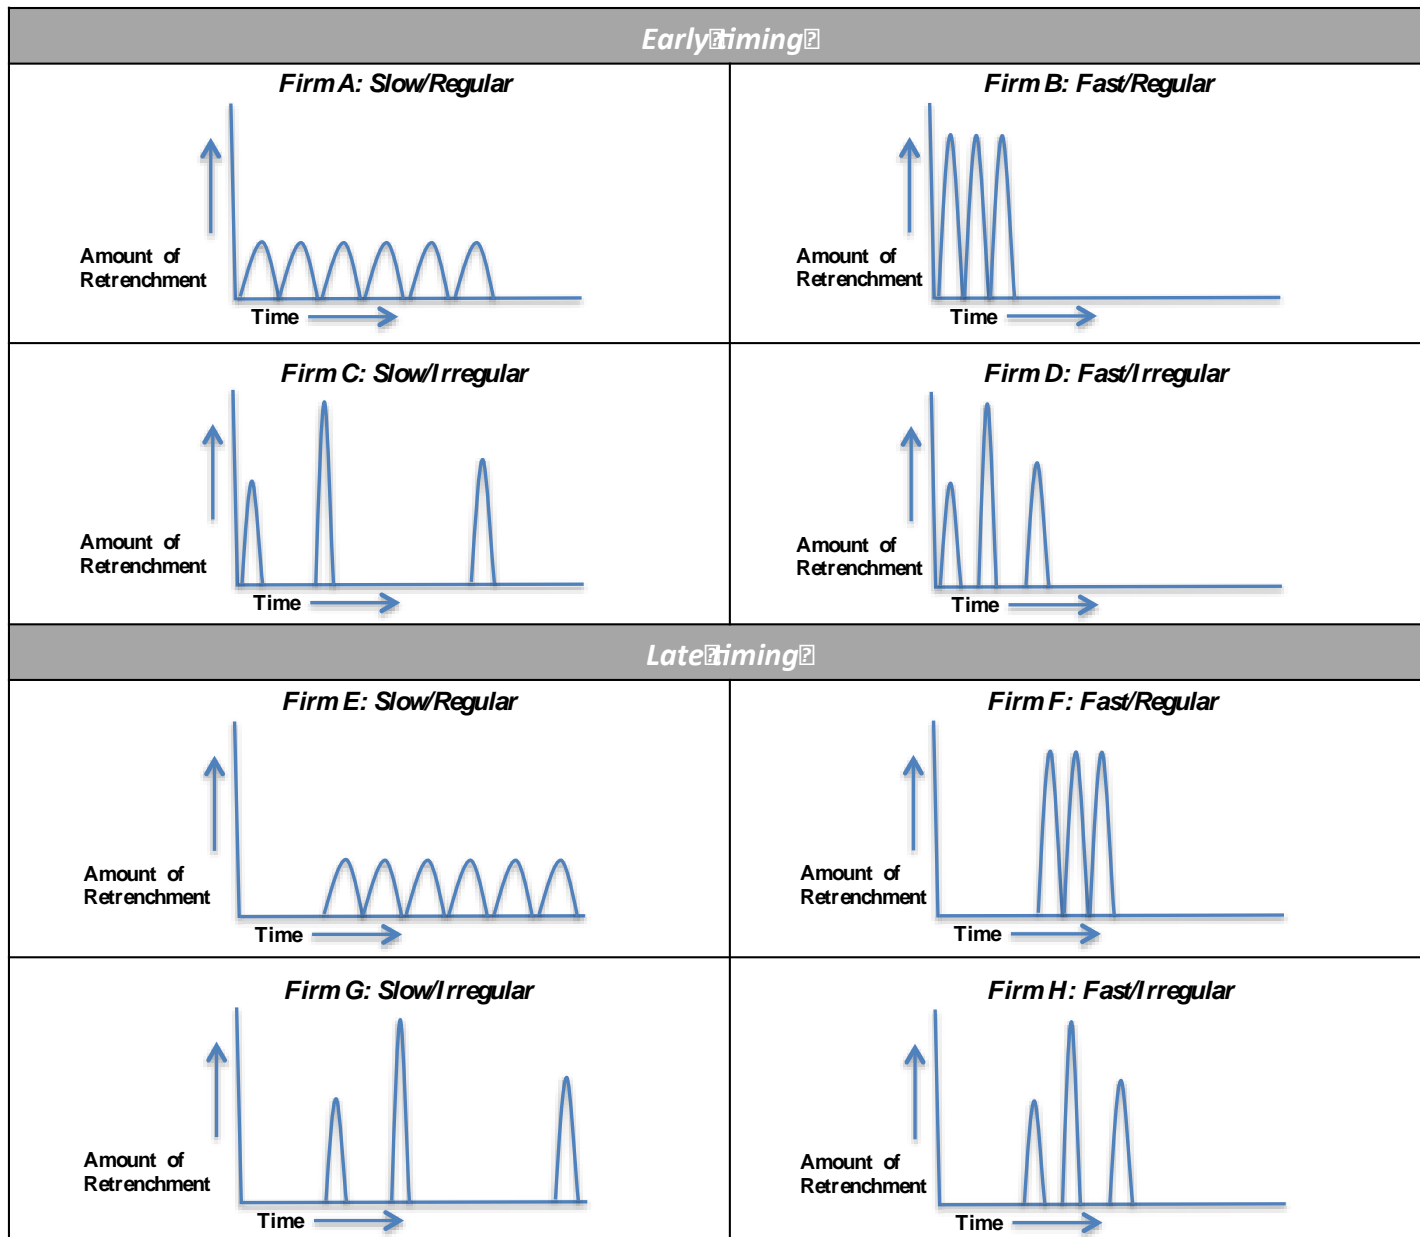 Early timing
Firm A: Slow/Regular
Amount of
Retrenchment
Time
Firm B: Fast/Regular
Amount of
Retrenchment
Time
Firm C: Slow/Irregular
Amount of
Retrenchment
Time
Firm D: Fast/Irregular
Amount of
Retrenchment
Time
Late timing
Firm E: Slow/Regular
Amount of
Retrenchment
Time
Firm F: Fast/Regular
Amount of
Retrenchment
Time
Firm G: Slow/Irregular
Amount of
Retrenchment
Time
Firm H: Fast/Irregular
Amount of
Retrenchment
Time